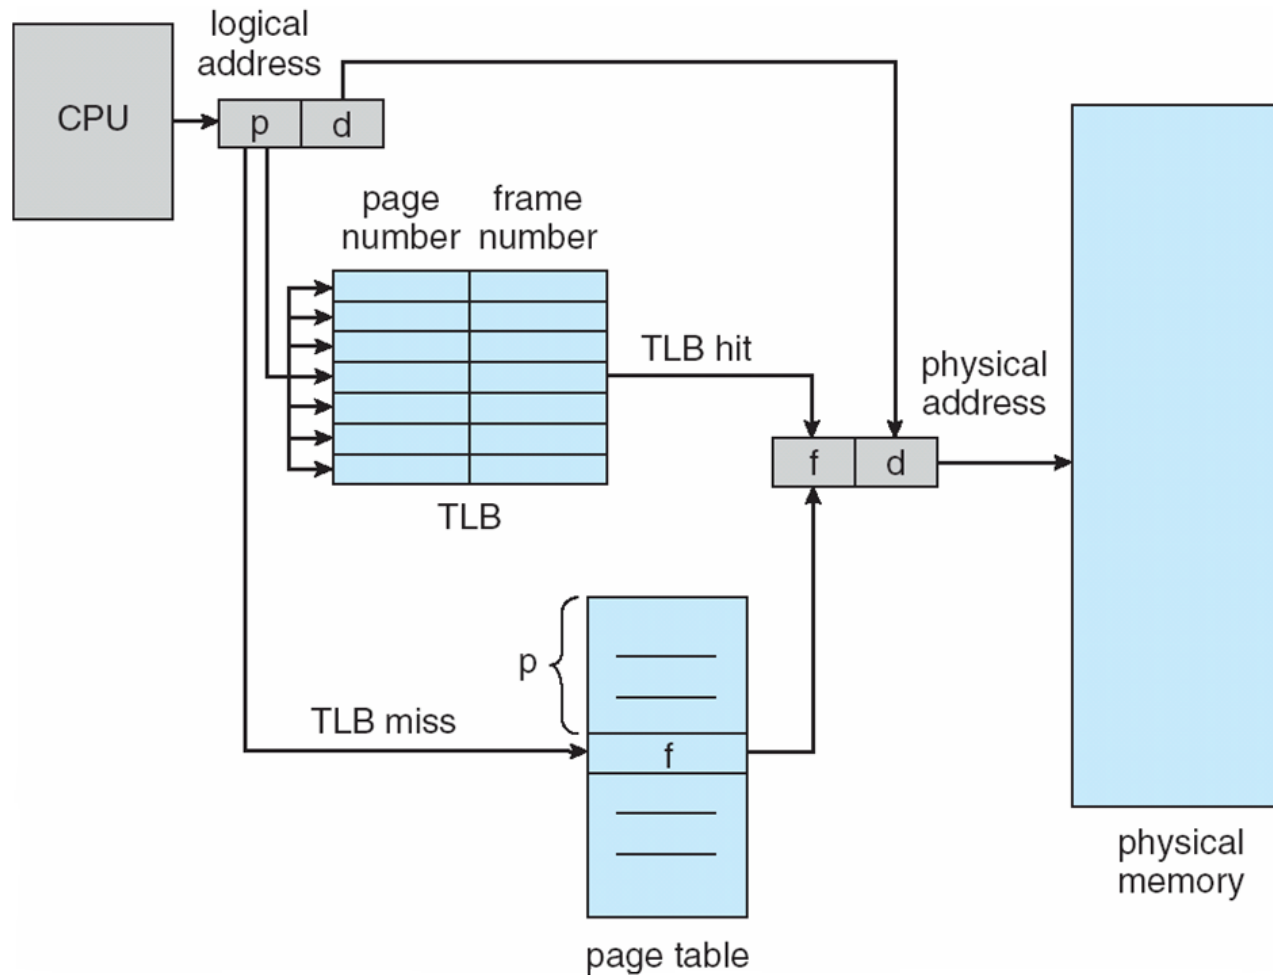 logical
address
CPU
p
d
page
number
frame
number
TLB hit
physical
address
f
d
TLB
p
TLB miss
f
physical
memory
page table